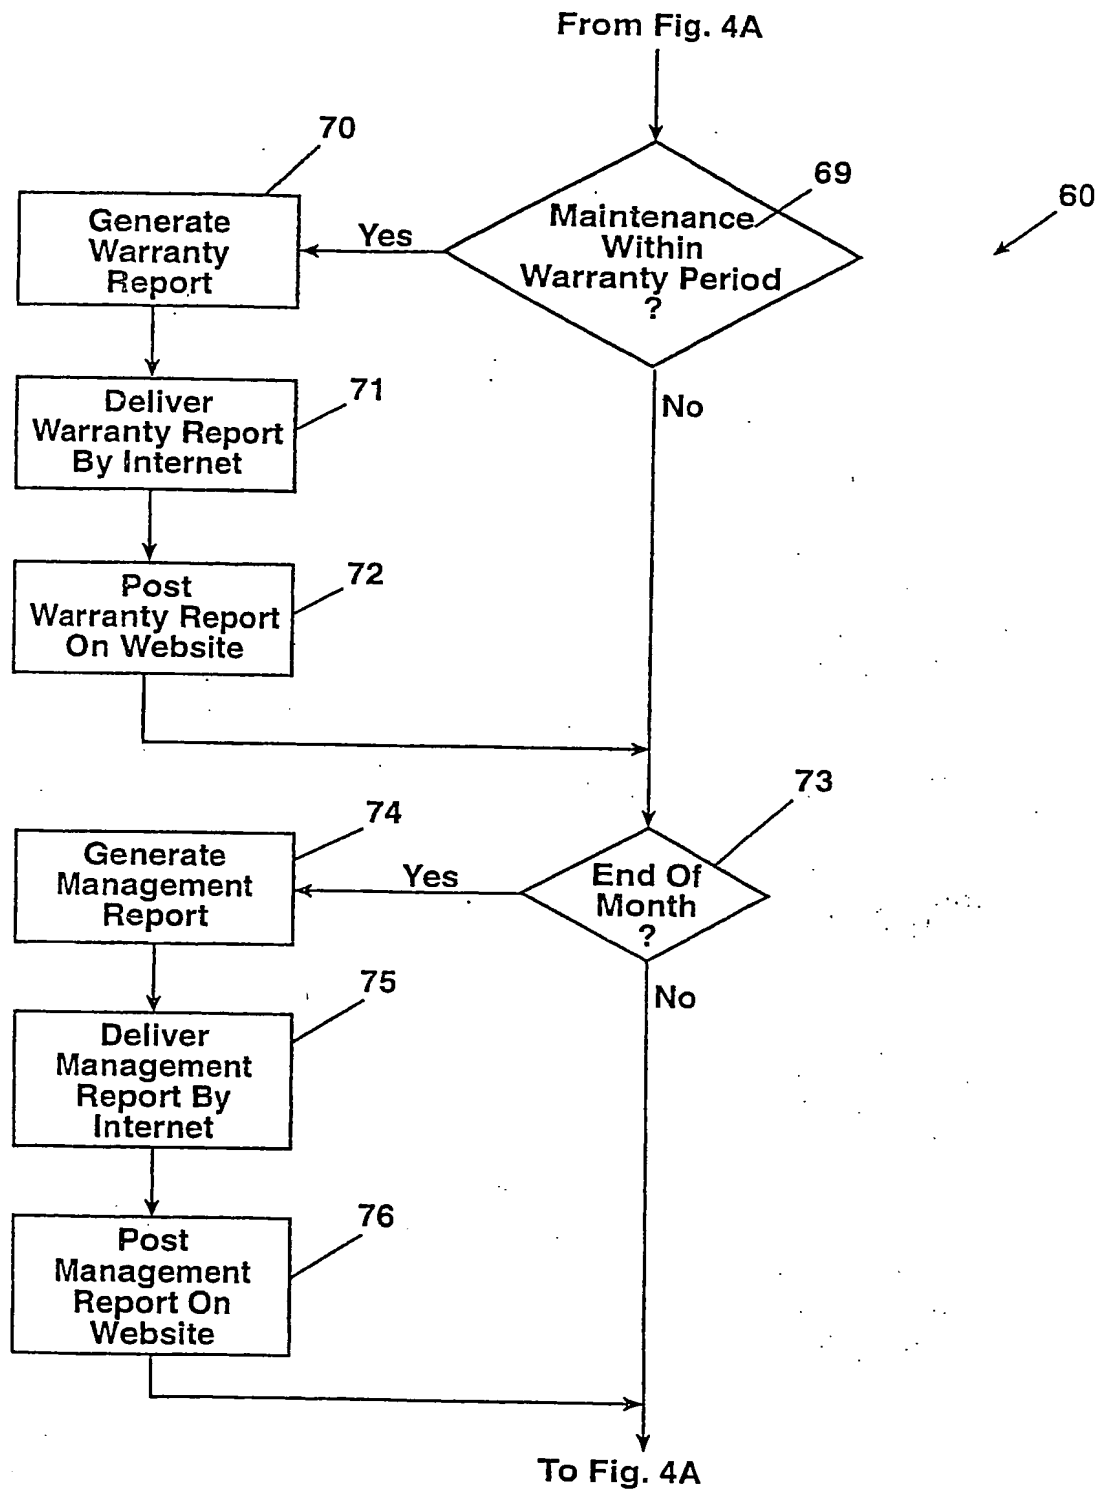 From Fig. 4A
70
69
60
Generate
Warranty
Report
Yes
Maintenance
Within
Warranty Period
?
71
Deliver
Warranty Report
By Internet
No
72
Post
Warranty Report
On Website
73
74
Generate
Management
Report
Yes
End Of
Month
?
75
No
Deliver
Management
Report By
Internet
76
Post
Management
Report On
Website
To Fig. 4A